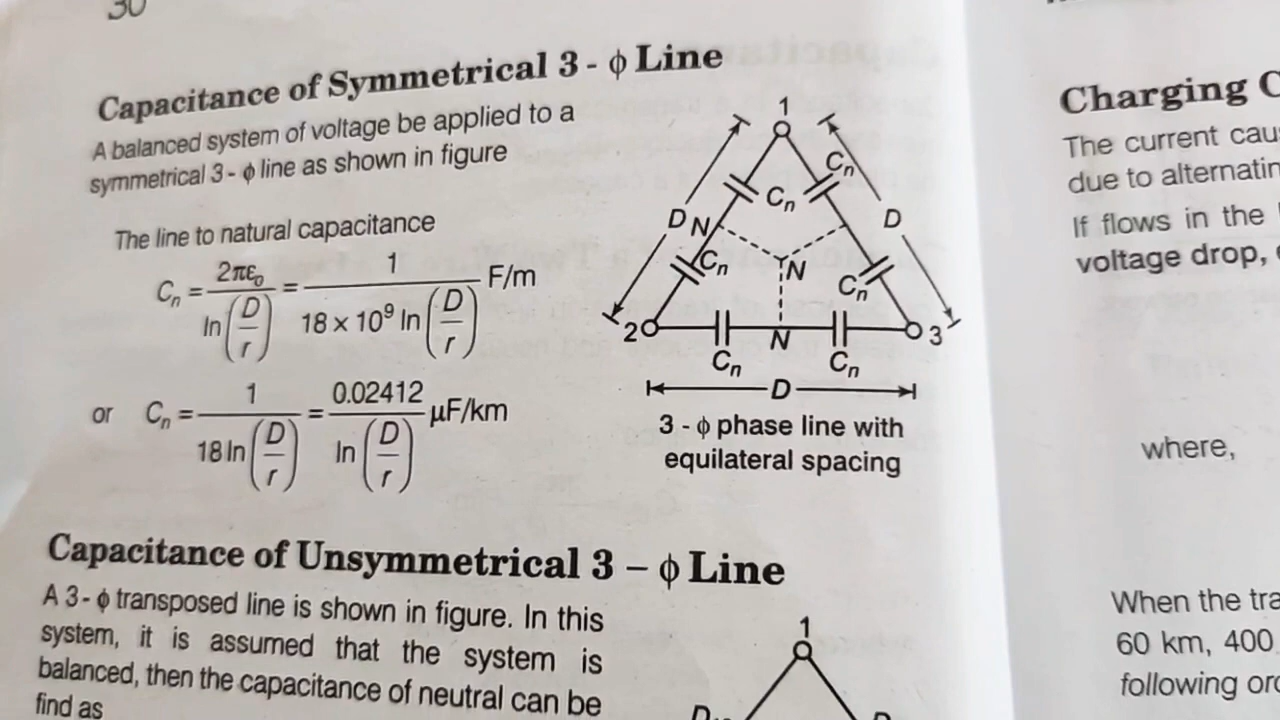 30
Capacitance of Symmetrical 3 - ϕ Line
A balanced system of voltage be applied to a
symmetrical 3 - ϕ line as shown in figure
The line to natural capacitance
Cₙ = 2πε₀ / ln(D/r) = 1 / 18 × 10⁹ ln(D/r) F/m
or Cₙ = 1 / 18 ln(D/r) = 0.02412 / ln(D/r) μF/km
1
Cₙ
Cₙ
D N
D
Cₙ
N
Cₙ
2
N
3
Cₙ
Cₙ
D
3 - ϕ phase line with
equilateral spacing
Capacitance of Unsymmetrical 3 – ϕ Line
A 3 - ϕ transposed line is shown in figure. In this
system, it is assumed that the system is
balanced, then the capacitance of neutral can be
find as
1
D
D
Charging C
The current cau
due to alternatin
If flows in the
voltage drop,
where,
When the tra
60 km, 400
following ord